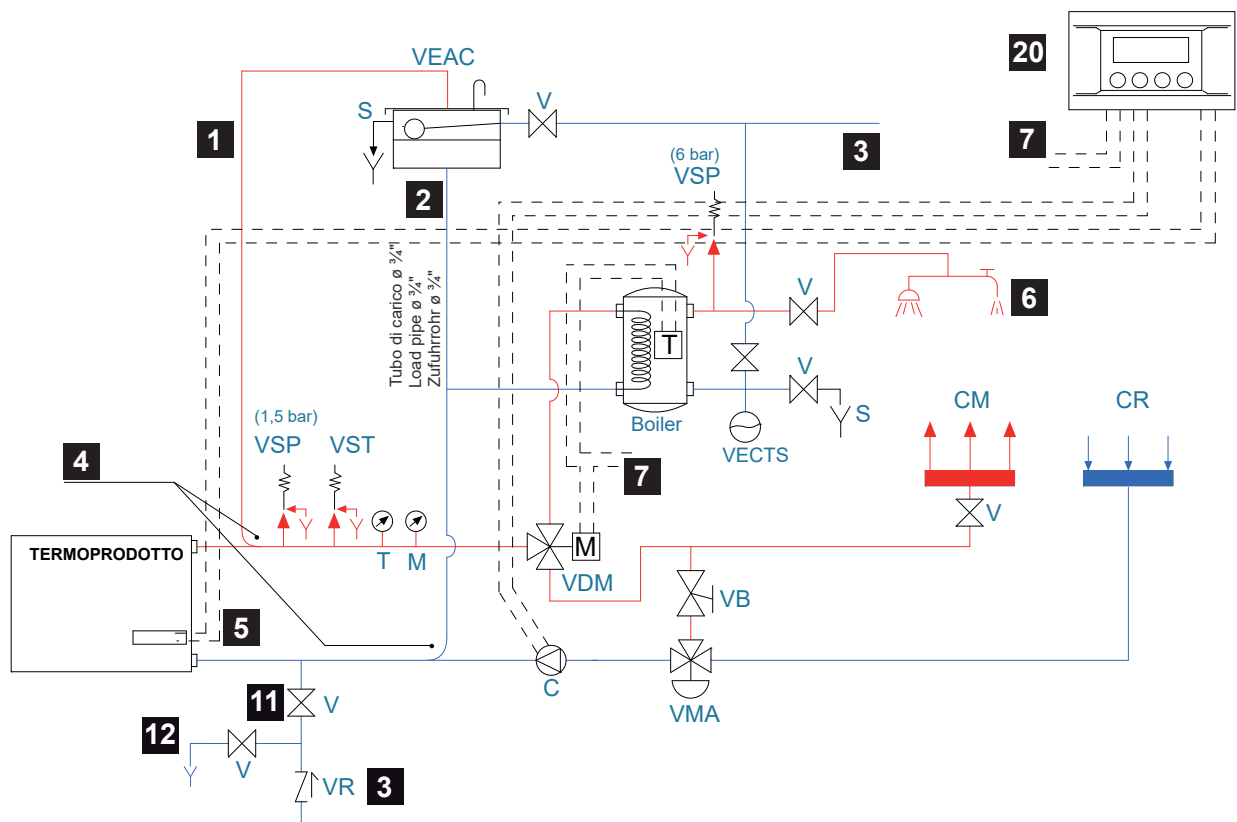 VEAC
20
S
V
1
3
7
(6 bar)
VSP
2
Tubo di carico ø ¾"
Load pipe ø ¾"
Zufuhrrohr ø ¾"
V
6
T
V
S
Boiler
VECTS
CM
CR
(1,5 bar)
VSP
VST
4
7
V
TERMOPRODOTTO
T
M
M
VDM
VB
5
C
VMA
11
V
12
V
VR
3